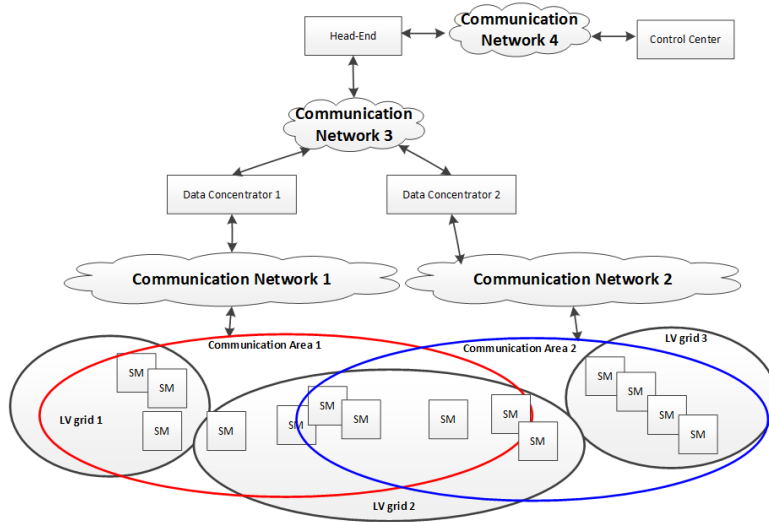 Communication
Network 4
Head-End
Control Center
Communication
Network 3
Data Concentrator 1
Data Concentrator 2
Communication Network 1
Communication Network 2
Communication Area 1
Communication Area 2
LV grid 3
SM
SM
SM
SM
LV grid 1
SM
SM
SM
SM
SM
SM
SM
SM
SM
SM
SM
LV grid 2